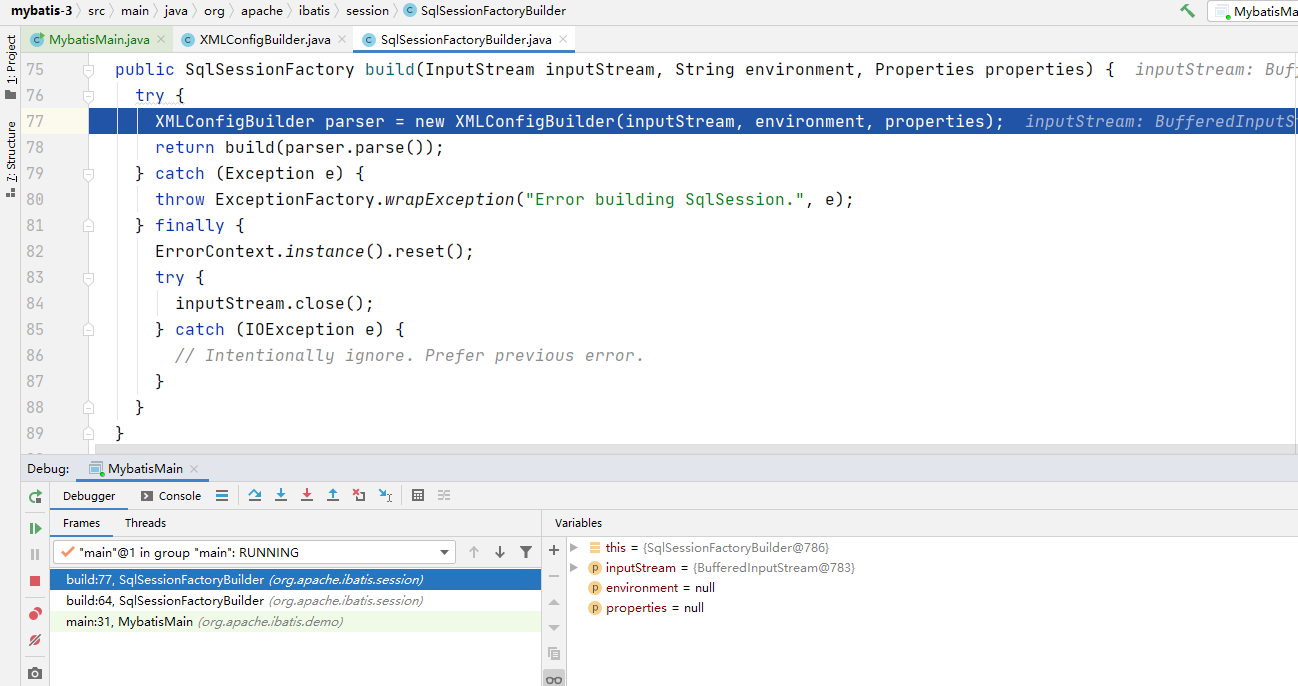 mybatis-3 › src › main › java › org › apache › ibatis › session › SqlSessionFactoryBuilder MybatisMa
MybatisMain.java XMLConfigBuilder.java SqlSessionFactoryBuilder.java
1: Project
7: Structure
75 public SqlSessionFactory build(InputStream inputStream, String environment, Properties properties) { inputStream: Buf
76 try {
77 XMLConfigBuilder parser = new XMLConfigBuilder(inputStream, environment, properties); inputStream: BufferedInputS
78 return build(parser.parse());
79 } catch (Exception e) {
80 throw ExceptionFactory.wrapException("Error building SqlSession.", e);
81 } finally {
82 ErrorContext.instance().reset();
83 try {
84 inputStream.close();
85 } catch (IOException e) {
86 // Intentionally ignore. Prefer previous error.
87 }
88 }
89 }
Debug: MybatisMain
Debugger Console
Frames Threads Variables
"main"@1 in group "main": RUNNING
build:77, SqlSessionFactoryBuilder (org.apache.ibatis.session)
build:64, SqlSessionFactoryBuilder (org.apache.ibatis.session)
main:31, MybatisMain (org.apache.ibatis.demo)
this = {SqlSessionFactoryBuilder@786}
inputStream = {BufferedInputStream@783}
environment = null
properties = null